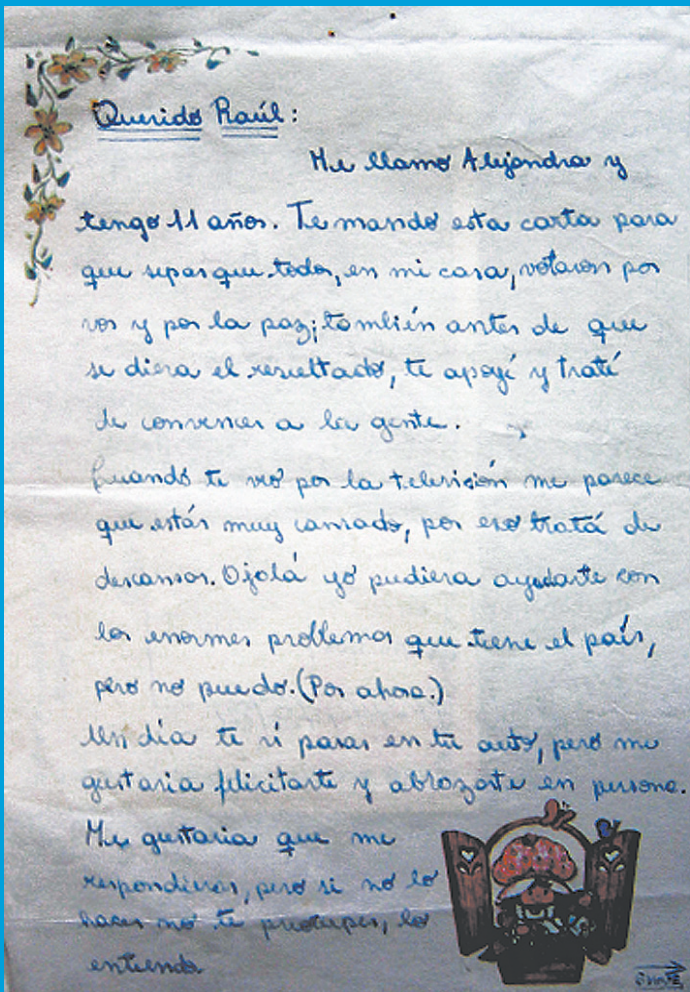 Querido Raúl:
Me llamo Alejandra y
tengo 11 años. Te mando esta carta para
que sepas que todos, en mi casa, votaron por
vos y por la paz; también antes de que
se diera el resultado, te apoyé y traté
de convencer a la gente.
Cuando te veo por la televisión me parece
que estás muy cansado, por eso tratá de
descansar. Ojalá yo pudiera ayudarte con
los enormes problemas que tiene el país,
pero no puedo. (Por ahora.)
Un día te ví pasar en tu auto, pero me
gustaria felicitarte y abrazarte en persona.
Me gustaria que me
respondieras, pero si no lo
haces no te preocupes, lo
entiendo.